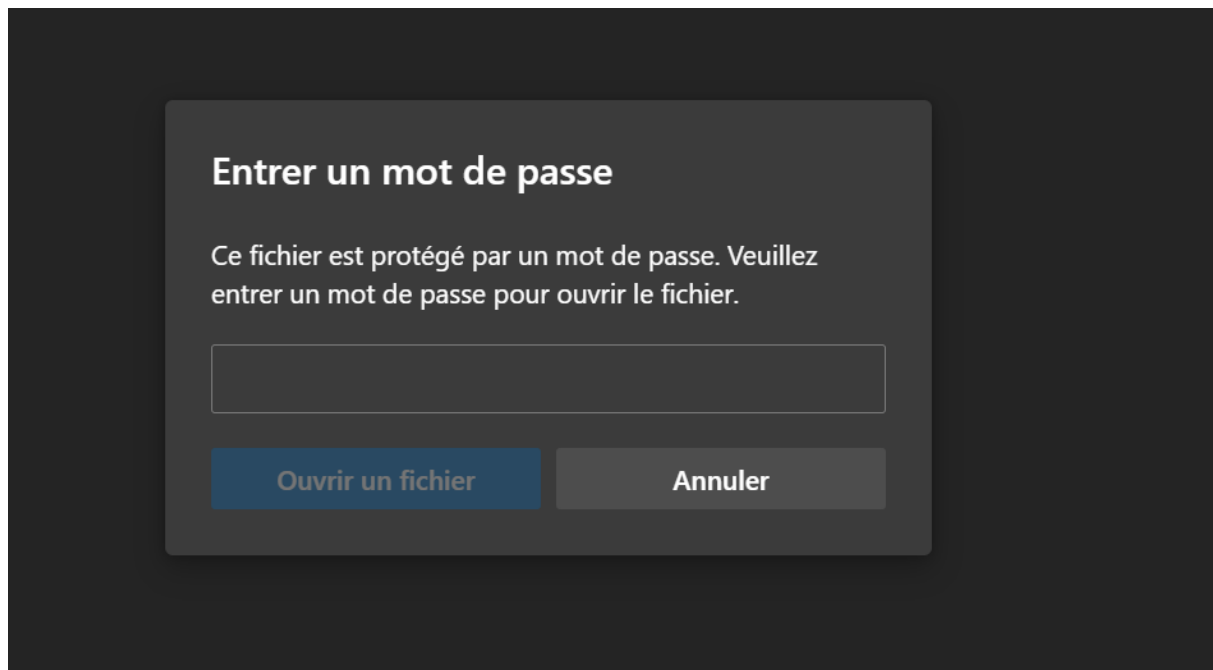 Entrer un mot de passe
Ce fichier est protégé par un mot de passe. Veuillez
entrer un mot de passe pour ouvrir le fichier.
Ouvrir un fichier
Annuler